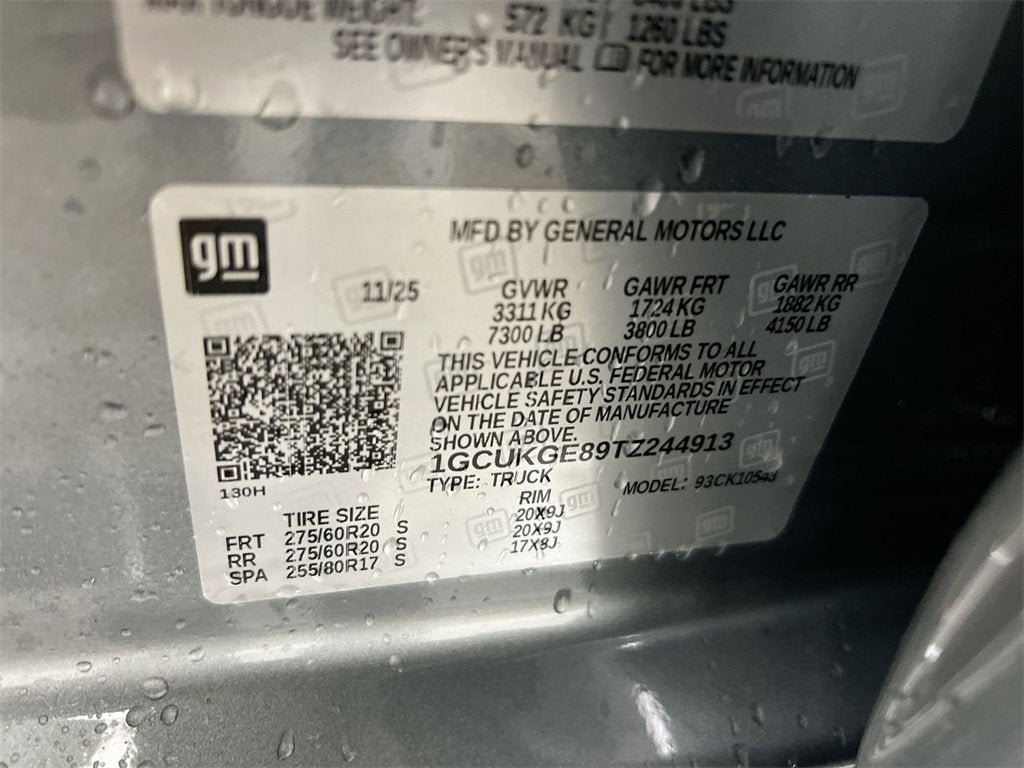 572 KG 1260 LBS
SEE OWNER'S MANUAL FOR MORE INFORMATION
gm
MFD BY GENERAL MOTORS LLC
11/25 GVWR GAWR FRT GAWR RR
3311 KG 1724 KG 1882 KG
7300 LB 3800 LB 4150 LB
THIS VEHICLE CONFORMS TO ALL
APPLICABLE U.S. FEDERAL MOTOR
VEHICLE SAFETY STANDARDS IN EFFECT
ON THE DATE OF MANUFACTURE
SHOWN ABOVE.
1GCUKGE89TZ244913
TYPE: TRUCK MODEL: 93CK10543
130H
TIRE SIZE RIM
FRT 275/60R20 S 20X9J
RR 275/60R20 S 20X9J
SPA 255/80R17 S 17X8J